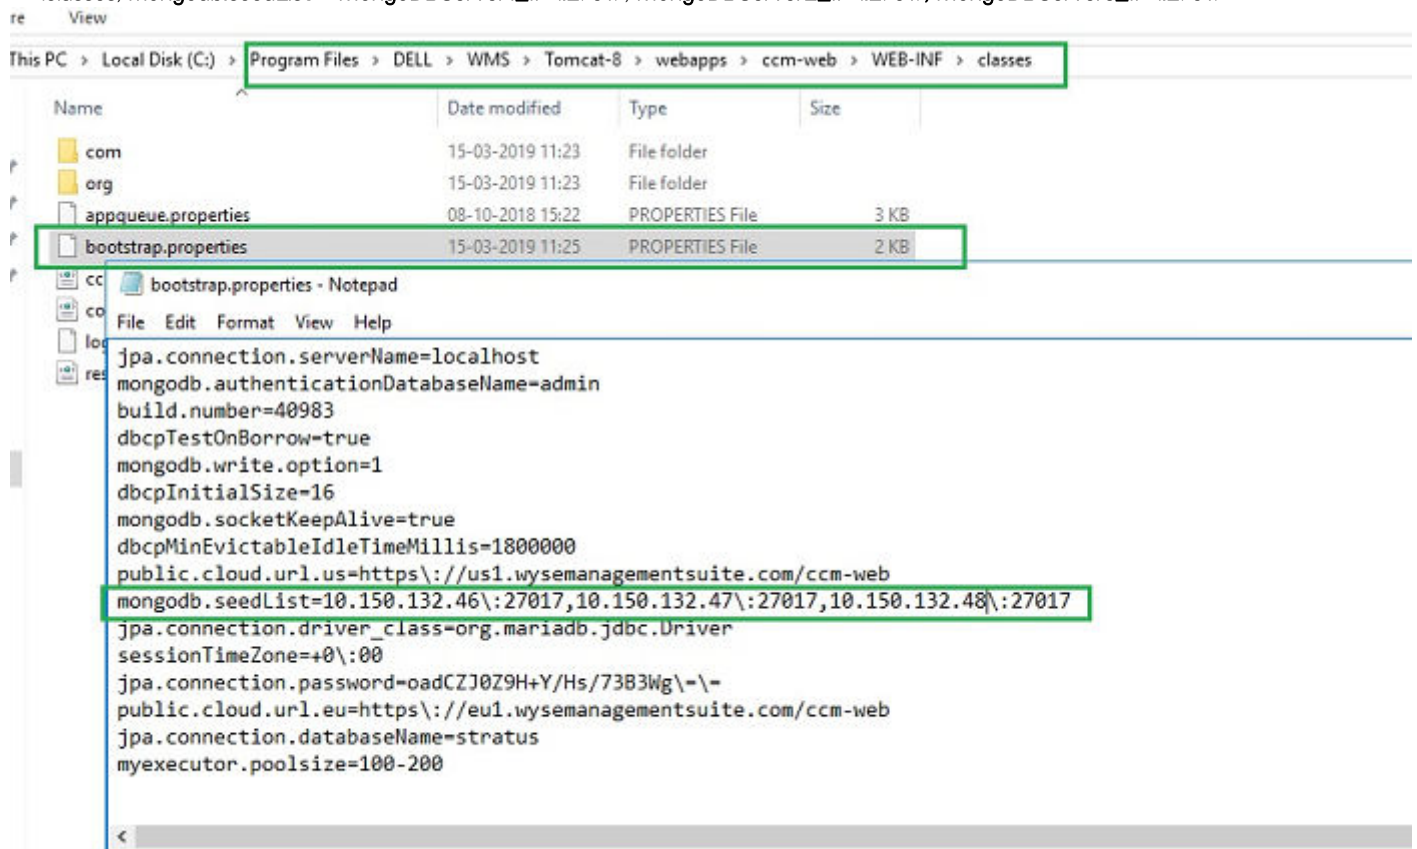 re View
This PC > Local Disk (C:) > Program Files > DELL > WMS > Tomcat-8 > webapps > ccm-web > WEB-INF > classes
Name Date modified Type Size
com 15-03-2019 11:23 File folder
org 15-03-2019 11:23 File folder
appqueue.properties 08-10-2018 15:22 PROPERTIES File 3 KB
bootstrap.properties 15-03-2019 11:25 PROPERTIES File 2 KB
cc
bootstrap.properties - Notepad
co
File Edit Format View Help
log
jpa.connection.serverName=localhost
res
mongodb.authenticationDatabaseName=admin
build.number=40983
dbcpTestOnBorrow=true
mongodb.write.option=1
dbcpInitialSize=16
mongodb.socketKeepAlive=true
dbcpMinEvictableIdleTimeMillis=1800000
public.cloud.url.us=https\://us1.wysemanagementsuite.com/ccm-web
mongodb.seedList=10.150.132.46\:27017,10.150.132.47\:27017,10.150.132.48\:27017
jpa.connection.driver_class=org.mariadb.jdbc.Driver
sessionTimeZone=+0\:00
jpa.connection.password=oadCZJ0Z9H+Y/Hs/73B3Wg\=\=
public.cloud.url.eu=https\://eu1.wysemanagementsuite.com/ccm-web
jpa.connection.databaseName=stratus
myexecutor.poolsize=100-200